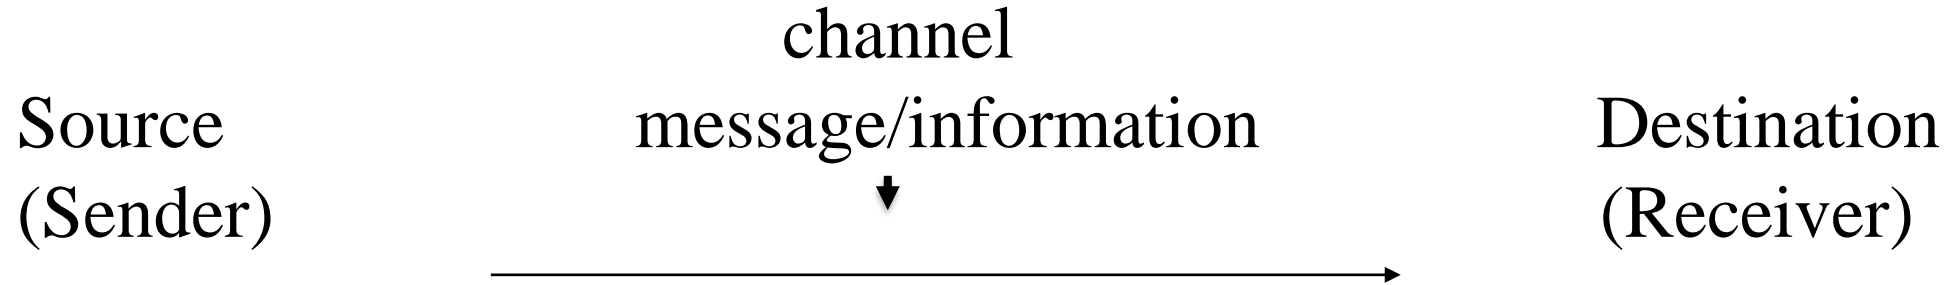 channel
Source message/information Destination
(Sender) (Receiver)